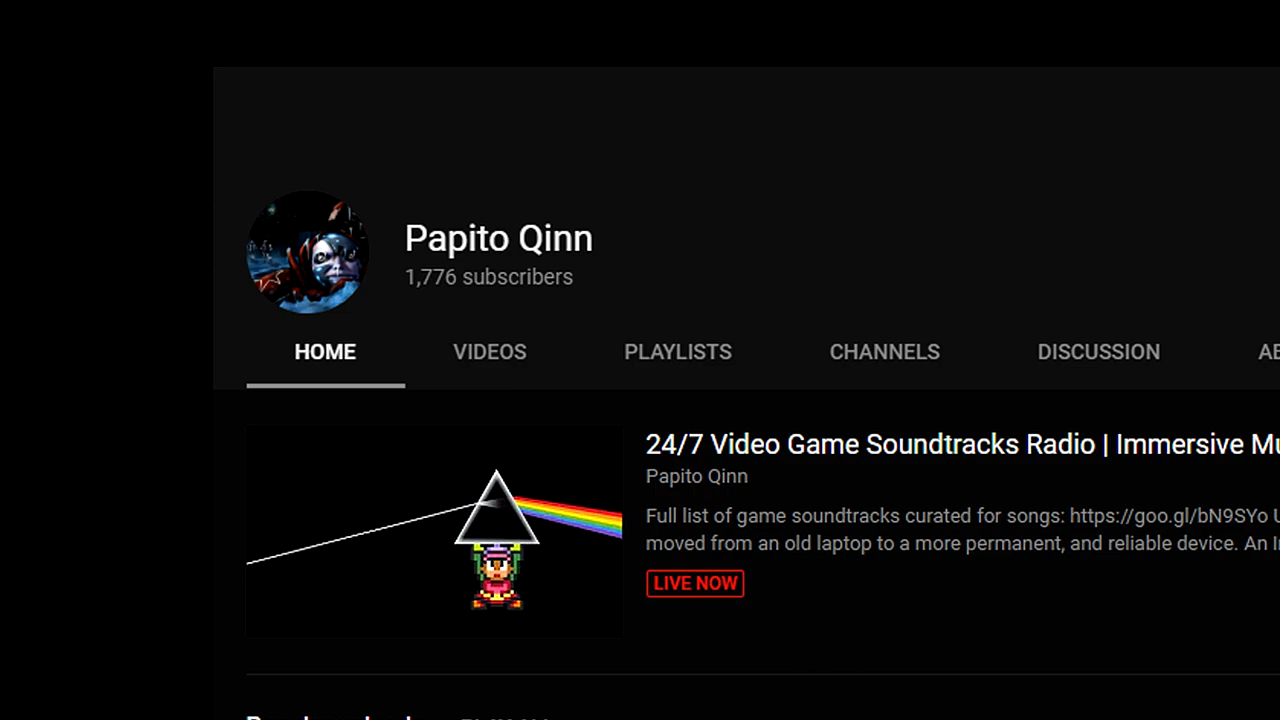 Papito Qinn
1,776 subscribers
HOME VIDEOS PLAYLISTS CHANNELS DISCUSSION
24/7 Video Game Soundtracks Radio | Immersive
Papito Qinn
Full list of game soundtracks curated for songs: https://goo.gl/bN9SYo
moved from an old laptop to a more permanent, and reliable device. An
LIVE NOW